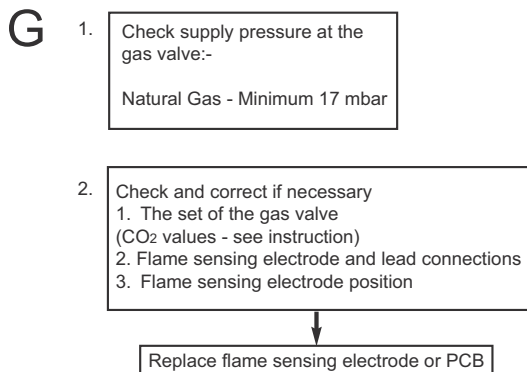 G
1. Check supply pressure at the
gas valve:-
Natural Gas - Minimum 17 mbar
2. Check and correct if necessary
1. The set of the gas valve
(CO2 values - see instruction)
2. Flame sensing electrode and lead connections
3. Flame sensing electrode position
Replace flame sensing electrode or PCB